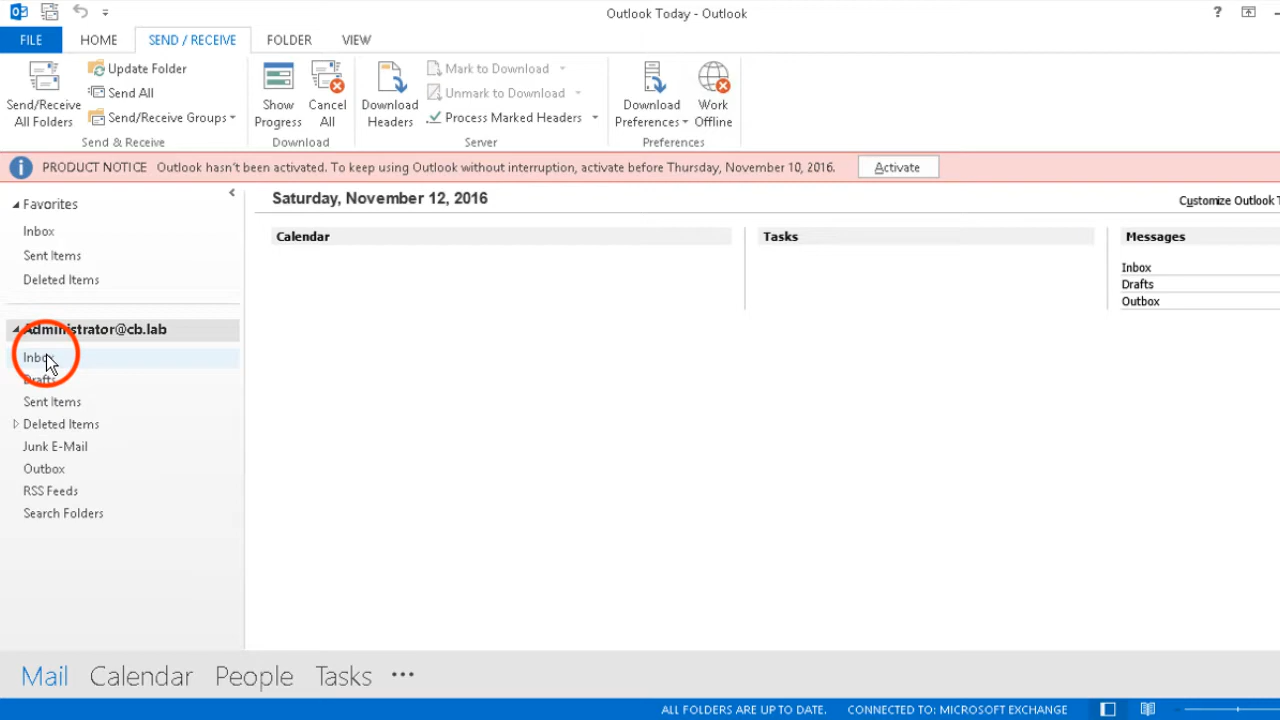 Outlook Today - Outlook
FILE HOME SEND / RECEIVE FOLDER VIEW
Send/Receive All Folders
Update Folder
Send All
Send/Receive Groups
Send & Receive
Show Progress
Cancel All
Download
Download Headers
Mark to Download
Unmark to Download
Process Marked Headers
Server
Download Preferences
Work Offline
Preferences
PRODUCT NOTICE Outlook hasn't been activated. To keep using Outlook without interruption, activate before Thursday, November 10, 2016. Activate
Favorites
Inbox
Sent Items
Deleted Items
Administrator@cb.lab
Inbox
Drafts
Sent Items
Deleted Items
Junk E-Mail
Outbox
RSS Feeds
Search Folders
Saturday, November 12, 2016
Customize Outlook T
Calendar
Tasks
Messages
Inbox
Drafts
Outbox
Mail Calendar People Tasks •••
ALL FOLDERS ARE UP TO DATE. CONNECTED TO: MICROSOFT EXCHANGE